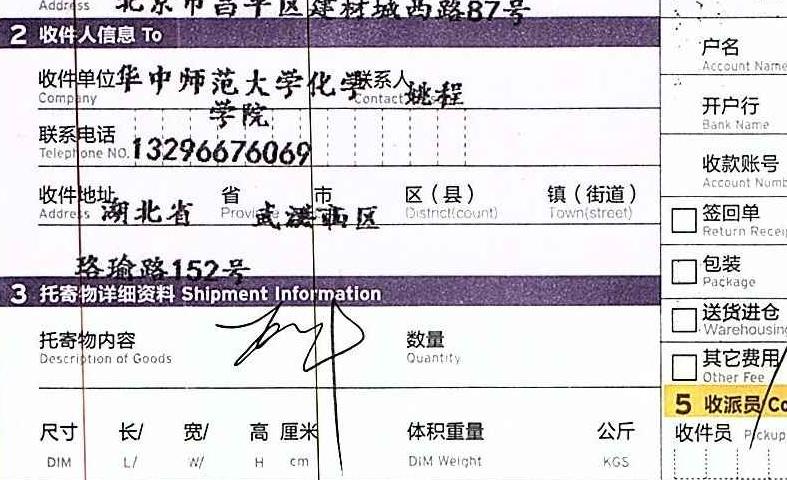 Address 北京市昌平区建材城西路87号
2 收件人信息 To
收件单位 华中师范大学化学 联系人 姚程
Company Contact
学院
联系电话
Telephone NO. 13296676069
收件地址 省 市 区（县） 镇（街道）
Address 湖北省 武汉 区 District(count) Town(street)
珞瑜路152号
3 托寄物详细资料 Shipment Information
托寄物内容 数量
Description of Goods Quantity
尺寸 长/ 宽/ 高 厘米 体积重量 公斤
DIM L/ W/ H cm DIM Weight KGS
户名
Account Name
开户行
Bank Name
收款账号
Account Numb
签回单
Return Receip
包装
Package
送货进仓
Warehousing
其它费用
Other Fee
5 收派员 Co
收件员 Pickup